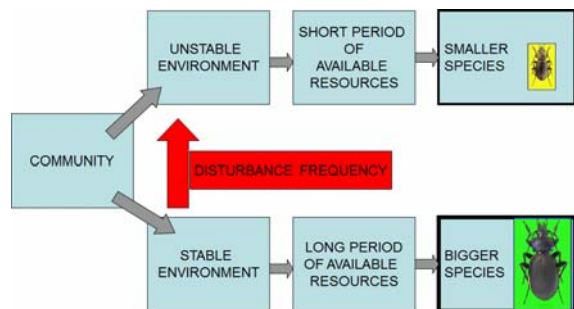 UNSTABLE
ENVIRONMENT
SHORT PERIOD
OF
AVAILABLE
RESOURCES
SMALLER
SPECIES
COMMUNITY
DISTURBANCE FREQUENCY
STABLE
ENVIRONMENT
LONG PERIOD
OF AVAILABLE
RESOURCES
BIGGER
SPECIES